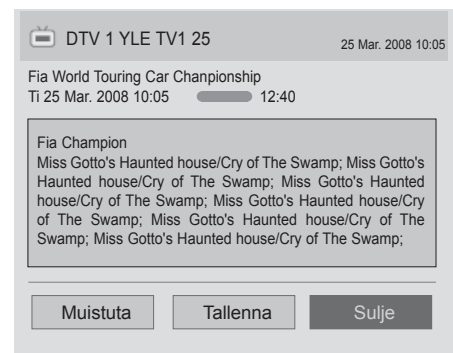 DTV 1 YLE TV1 25 25 Mar. 2008 10:05
Fia World Touring Car Chanpionship
Ti 25 Mar. 2008 10:05 12:40
Fia Champion
Miss Gotto's Haunted house/Cry of The Swamp; Miss Gotto's
Haunted house/Cry of The Swamp; Miss Gotto's Haunted
house/Cry of The Swamp; Miss Gotto's Haunted house/Cry
of The Swamp; Miss Gotto's Haunted house/Cry of The
Swamp; Miss Gotto's Haunted house/Cry of The Swamp;
Muistuta Tallenna Sulje